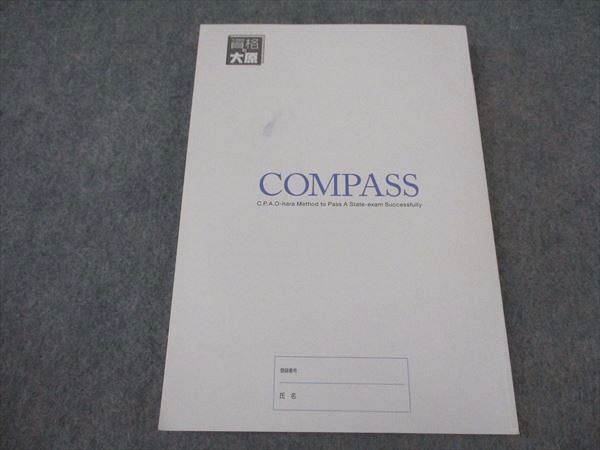 資格の
大原
COMPASS
C.P.A.O-hara Method to Pass A State-exam Successfully
登録番号
氏 名